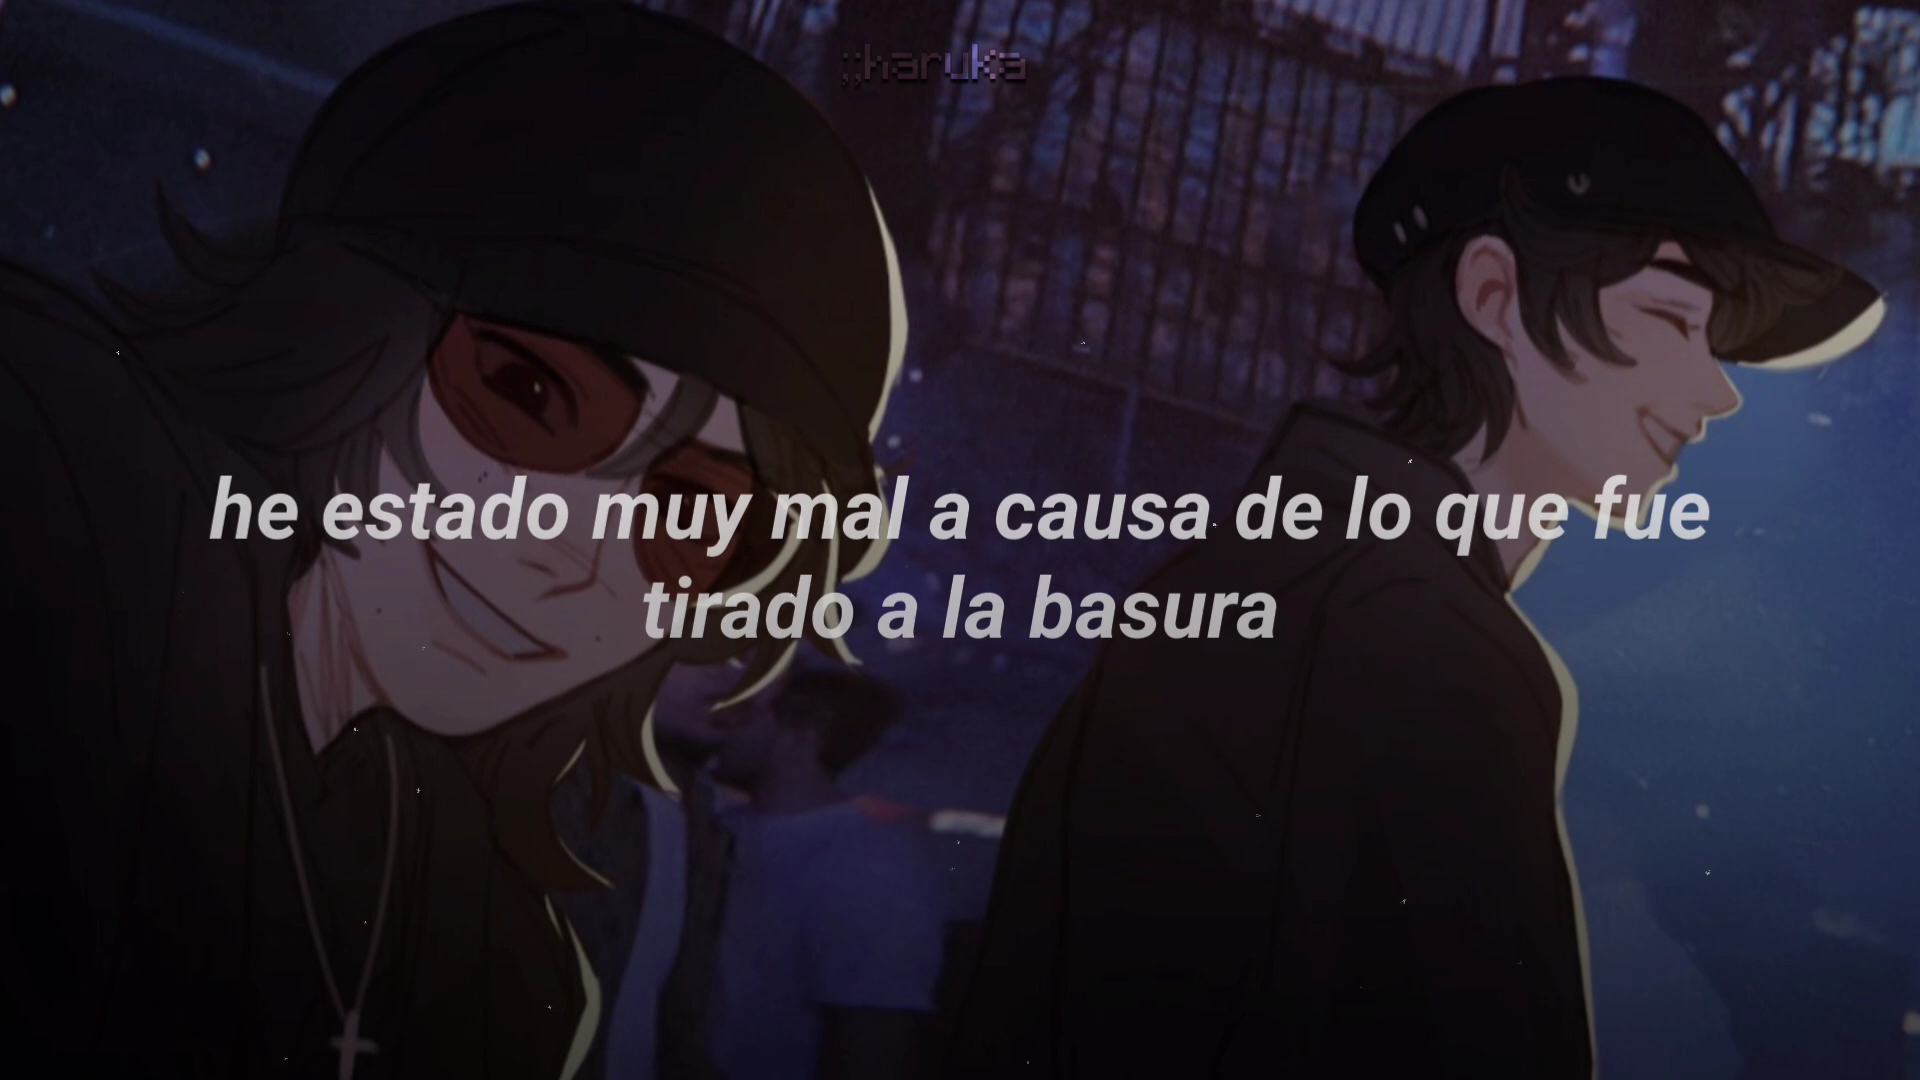 ;;haruka
he estado muy mal a causa de lo que fue
tirado a la basura